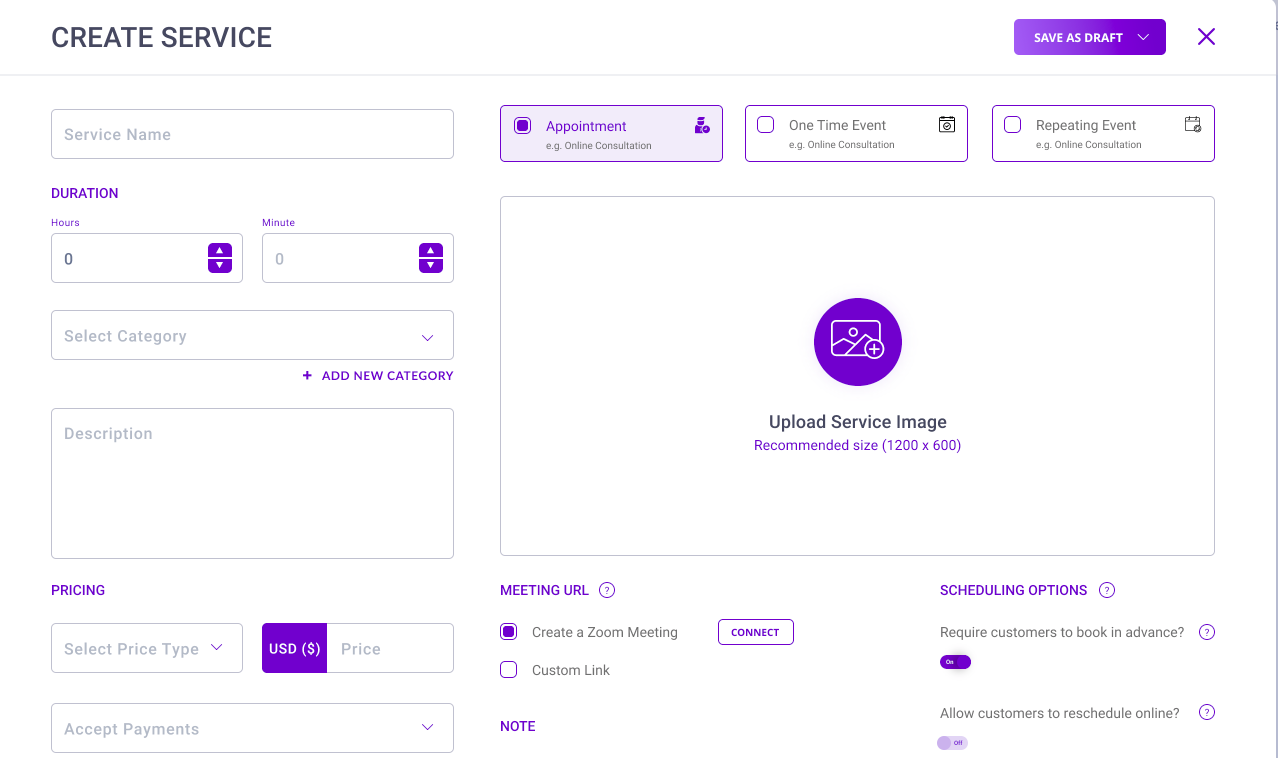 CREATE SERVICE
SAVE AS DRAFT
Service Name
DURATION
Hours
Minute
0
0
Select Category
+ ADD NEW CATEGORY
Description
PRICING
Select Price Type
USD ($)
Price
Accept Payments
Appointment
e.g. Online Consultation
One Time Event
e.g. Online Consultation
Repeating Event
e.g. Online Consultation
Upload Service Image
Recommended size (1200 x 600)
MEETING URL ?
Create a Zoom Meeting
CONNECT
Custom Link
NOTE
SCHEDULING OPTIONS ?
Require customers to book in advance? ?
On
Allow customers to reschedule online? ?
Off